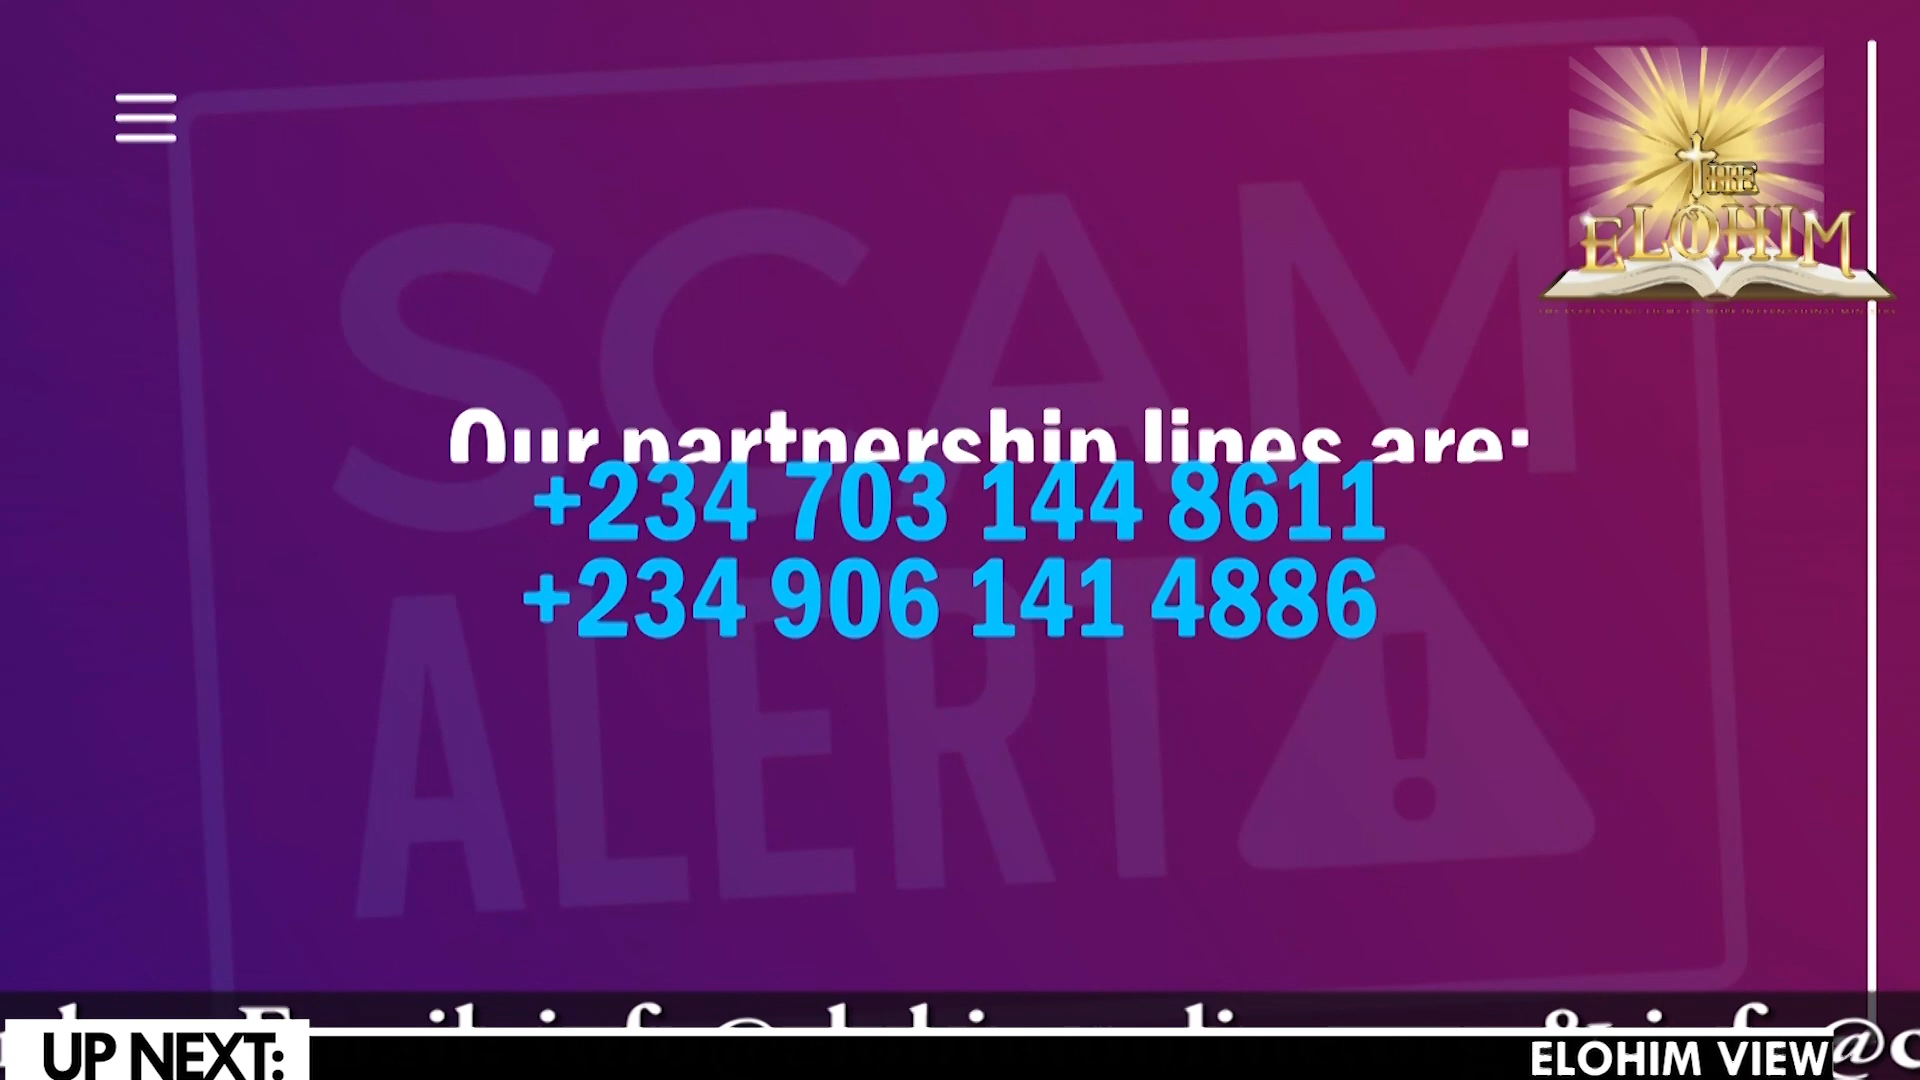 SCAM
ALERT
THE
ELOHIM
Our partnership lines are:
+234 703 144 8611
+234 906 141 4886
UP NEXT:
ELOHIM VIEW